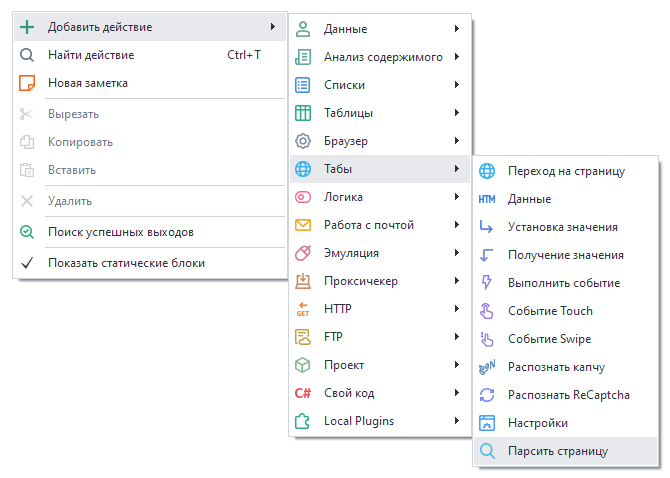 Добавить действие
Найти действие Ctrl+T
Новая заметка
Вырезать
Копировать
Вставить
Удалить
Поиск успешных выходов
Показать статические блоки
Данные
Анализ содержимого
Списки
Таблицы
Браузер
Табы
Логика
Работа с почтой
Эмуляция
Проксичекер
GET HTTP
FTP
Проект
C# Свой код
Local Plugins
Переход на страницу
HTM Данные
Установка значения
Получение значения
Выполнить событие
Событие Touch
Событие Swipe
Распознать капчу
Распознать ReCaptcha
Настройки
Парсить страницу